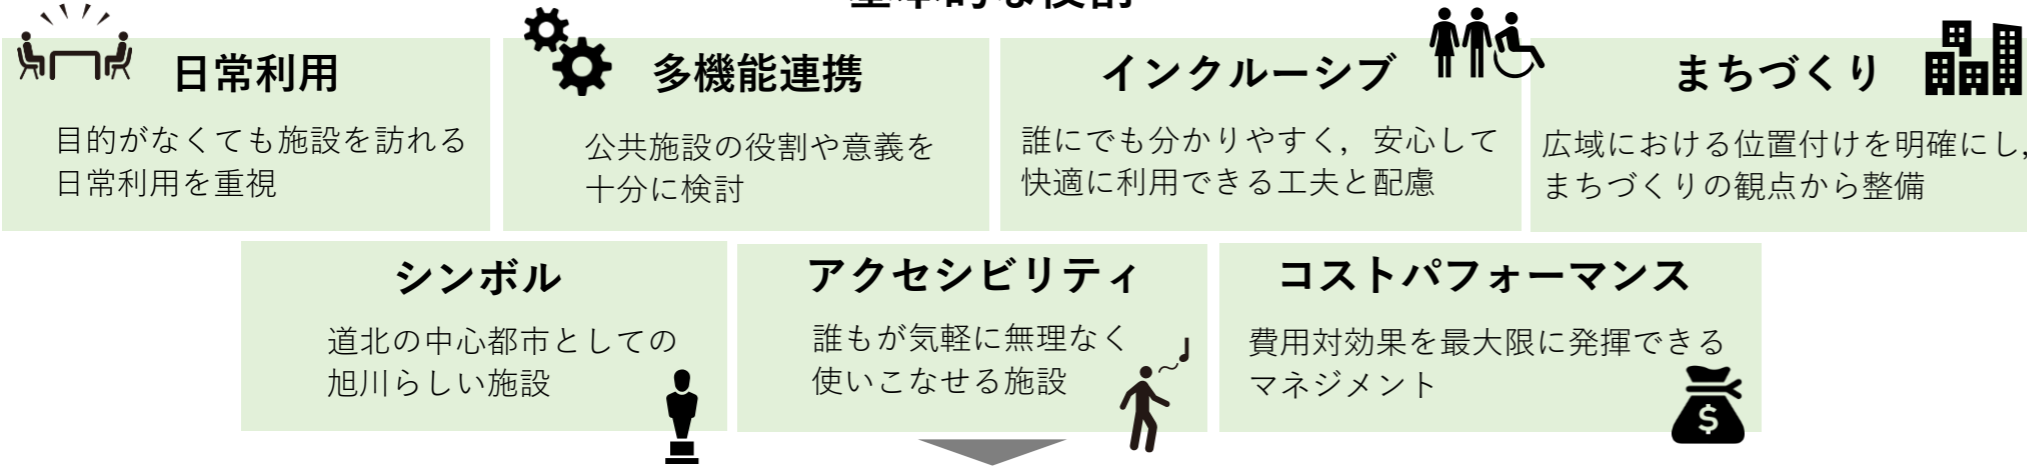 日常利用
目的がなくても施設を訪れる
日常利用を重視
多機能連携
公共施設の役割や意義を
十分に検討
インクルーシブ
誰にでも分かりやすく，安心して
快適に利用できる工夫と配慮
まちづくり
広域における位置付けを明確にし，
まちづくりの観点から整備
シンボル
道北の中心都市としての
旭川らしい施設
アクセシビリティ
誰もが気軽に無理なく
使いこなせる施設
コストパフォーマンス
費用対効果を最大限に発揮できる
マネジメント
$